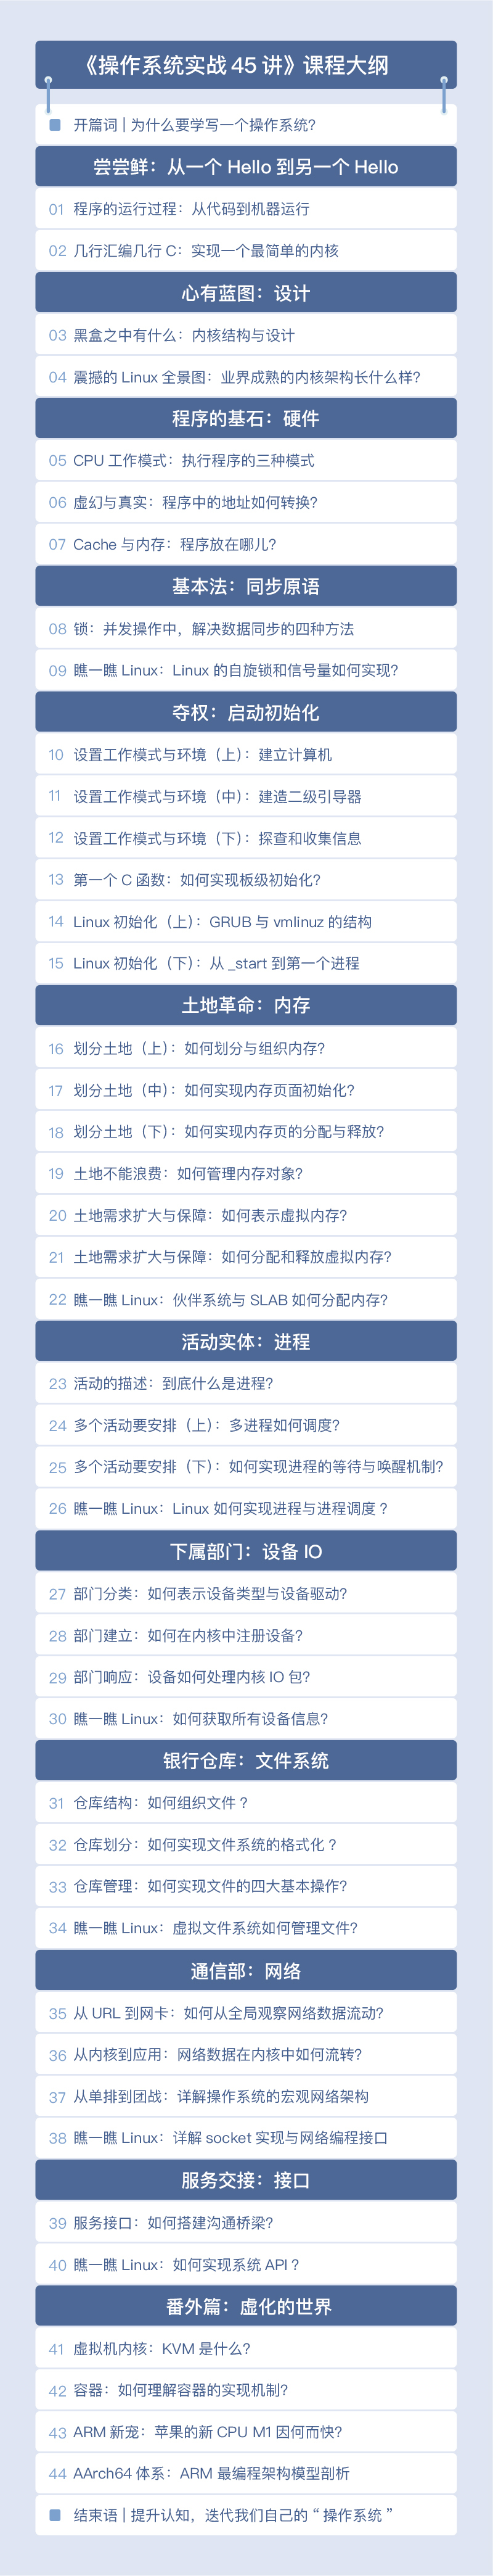 《操作系统实战 45 讲》课程大纲
开篇词 | 为什么要学写一个操作系统?
尝尝鲜：从一个 Hello 到另一个 Hello
01 程序的运行过程：从代码到机器运行
02 几行汇编几行 C：实现一个最简单的内核
心有蓝图：设计
03 黑盒之中有什么：内核结构与设计
04 震撼的 Linux 全景图：业界成熟的内核架构长什么样?
程序的基石：硬件
05 CPU 工作模式：执行程序的三种模式
06 虚幻与真实：程序中的地址如何转换?
07 Cache 与内存：程序放在哪儿?
基本法：同步原语
08 锁：并发操作中，解决数据同步的四种方法
09 瞧一瞧 Linux：Linux 的自旋锁和信号量如何实现?
夺权：启动初始化
10 设置工作模式与环境（上）：建立计算机
11 设置工作模式与环境（中）：建造二级引导器
12 设置工作模式与环境（下）：探查和收集信息
13 第一个 C 函数：如何实现板级初始化?
14 Linux 初始化（上）：GRUB 与 vmlinuz 的结构
15 Linux 初始化（下）：从 _start 到第一个进程
土地革命：内存
16 划分土地（上）：如何划分与组织内存?
17 划分土地（中）：如何实现内存页面初始化?
18 划分土地（下）：如何实现内存页的分配与释放?
19 土地不能浪费：如何管理内存对象?
20 土地需求扩大与保障：如何表示虚拟内存?
21 土地需求扩大与保障：如何分配和释放虚拟内存?
22 瞧一瞧 Linux：伙伴系统与 SLAB 如何分配内存?
活动实体：进程
23 活动的描述：到底什么是进程?
24 多个活动要安排（上）：多进程如何调度?
25 多个活动要安排（下）：如何实现进程的等待与唤醒机制?
26 瞧一瞧 Linux：Linux 如何实现进程与进程调度 ?
下属部门：设备 IO
27 部门分类：如何表示设备类型与设备驱动?
28 部门建立：如何在内核中注册设备?
29 部门响应：设备如何处理内核 IO 包?
30 瞧一瞧 Linux：如何获取所有设备信息?
银行仓库：文件系统
31 仓库结构：如何组织文件 ?
32 仓库划分：如何实现文件系统的格式化 ?
33 仓库管理：如何实现文件的四大基本操作?
34 瞧一瞧 Linux：虚拟文件系统如何管理文件?
通信部：网络
35 从 URL 到网卡：如何从全局观察网络数据流动?
36 从内核到应用：网络数据在内核中如何流转?
37 从单排到团战：详解操作系统的宏观网络架构
38 瞧一瞧 Linux：详解 socket 实现与网络编程接口
服务交接：接口
39 服务接口：如何搭建沟通桥梁?
40 瞧一瞧 Linux：如何实现系统 API ?
番外篇：虚化的世界
41 虚拟机内核：KVM 是什么?
42 容器：如何理解容器的实现机制?
43 ARM 新宠：苹果的新 CPU M1 因何而快?
44 AArch64 体系：ARM 最编程架构模型剖析
结束语 | 提升认知，迭代我们自己的 “ 操作系统 ”